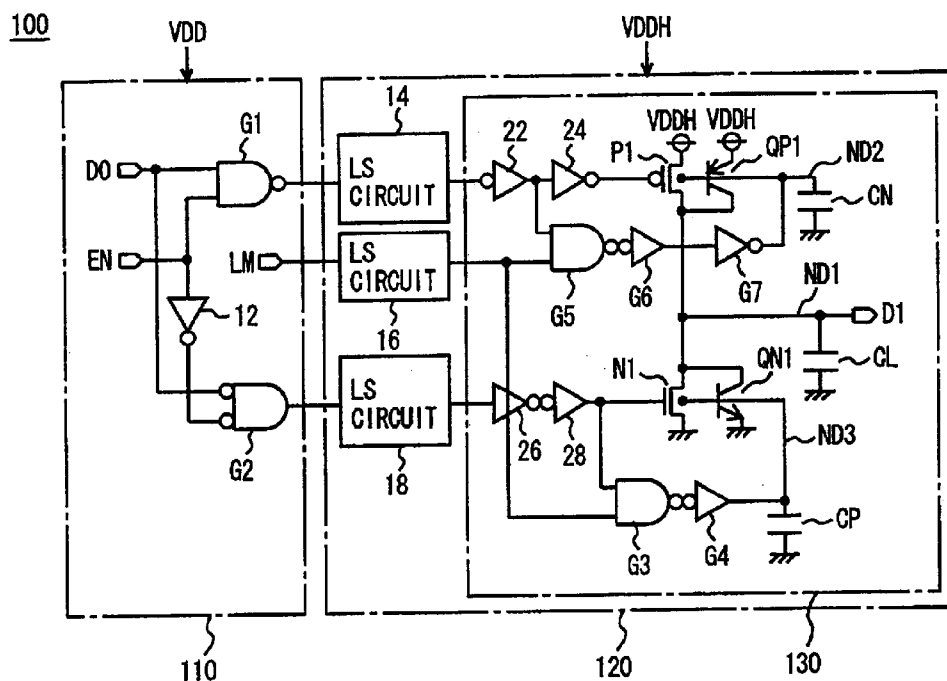 100
VDD
VDDH
14
G1
22
24
VDDH
VDDH
P1
QP1
ND2
D0
LS
CIRCUIT
CN
EN
LM
LS
CIRCUIT
G5
G6
G7
ND1
12
16
D1
N1
QN1
CL
LS
CIRCUIT
G2
26
28
ND3
18
CP
G3
G4
110
120
130